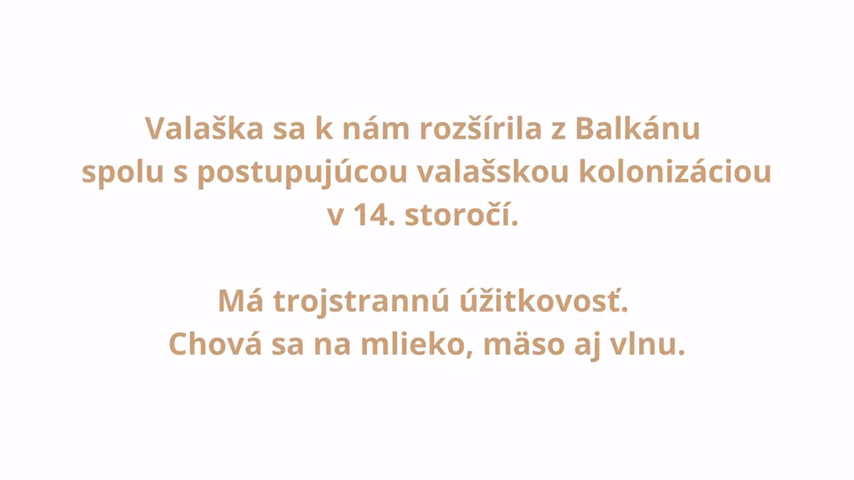 Valaška sa k nám rozšírila z Balkánu
spolu s postupujúcou valašskou kolonizáciou
v 14. storočí.
Má trojstrannú úžitkovosť.
Chová sa na mlieko, mäso aj vlnu.